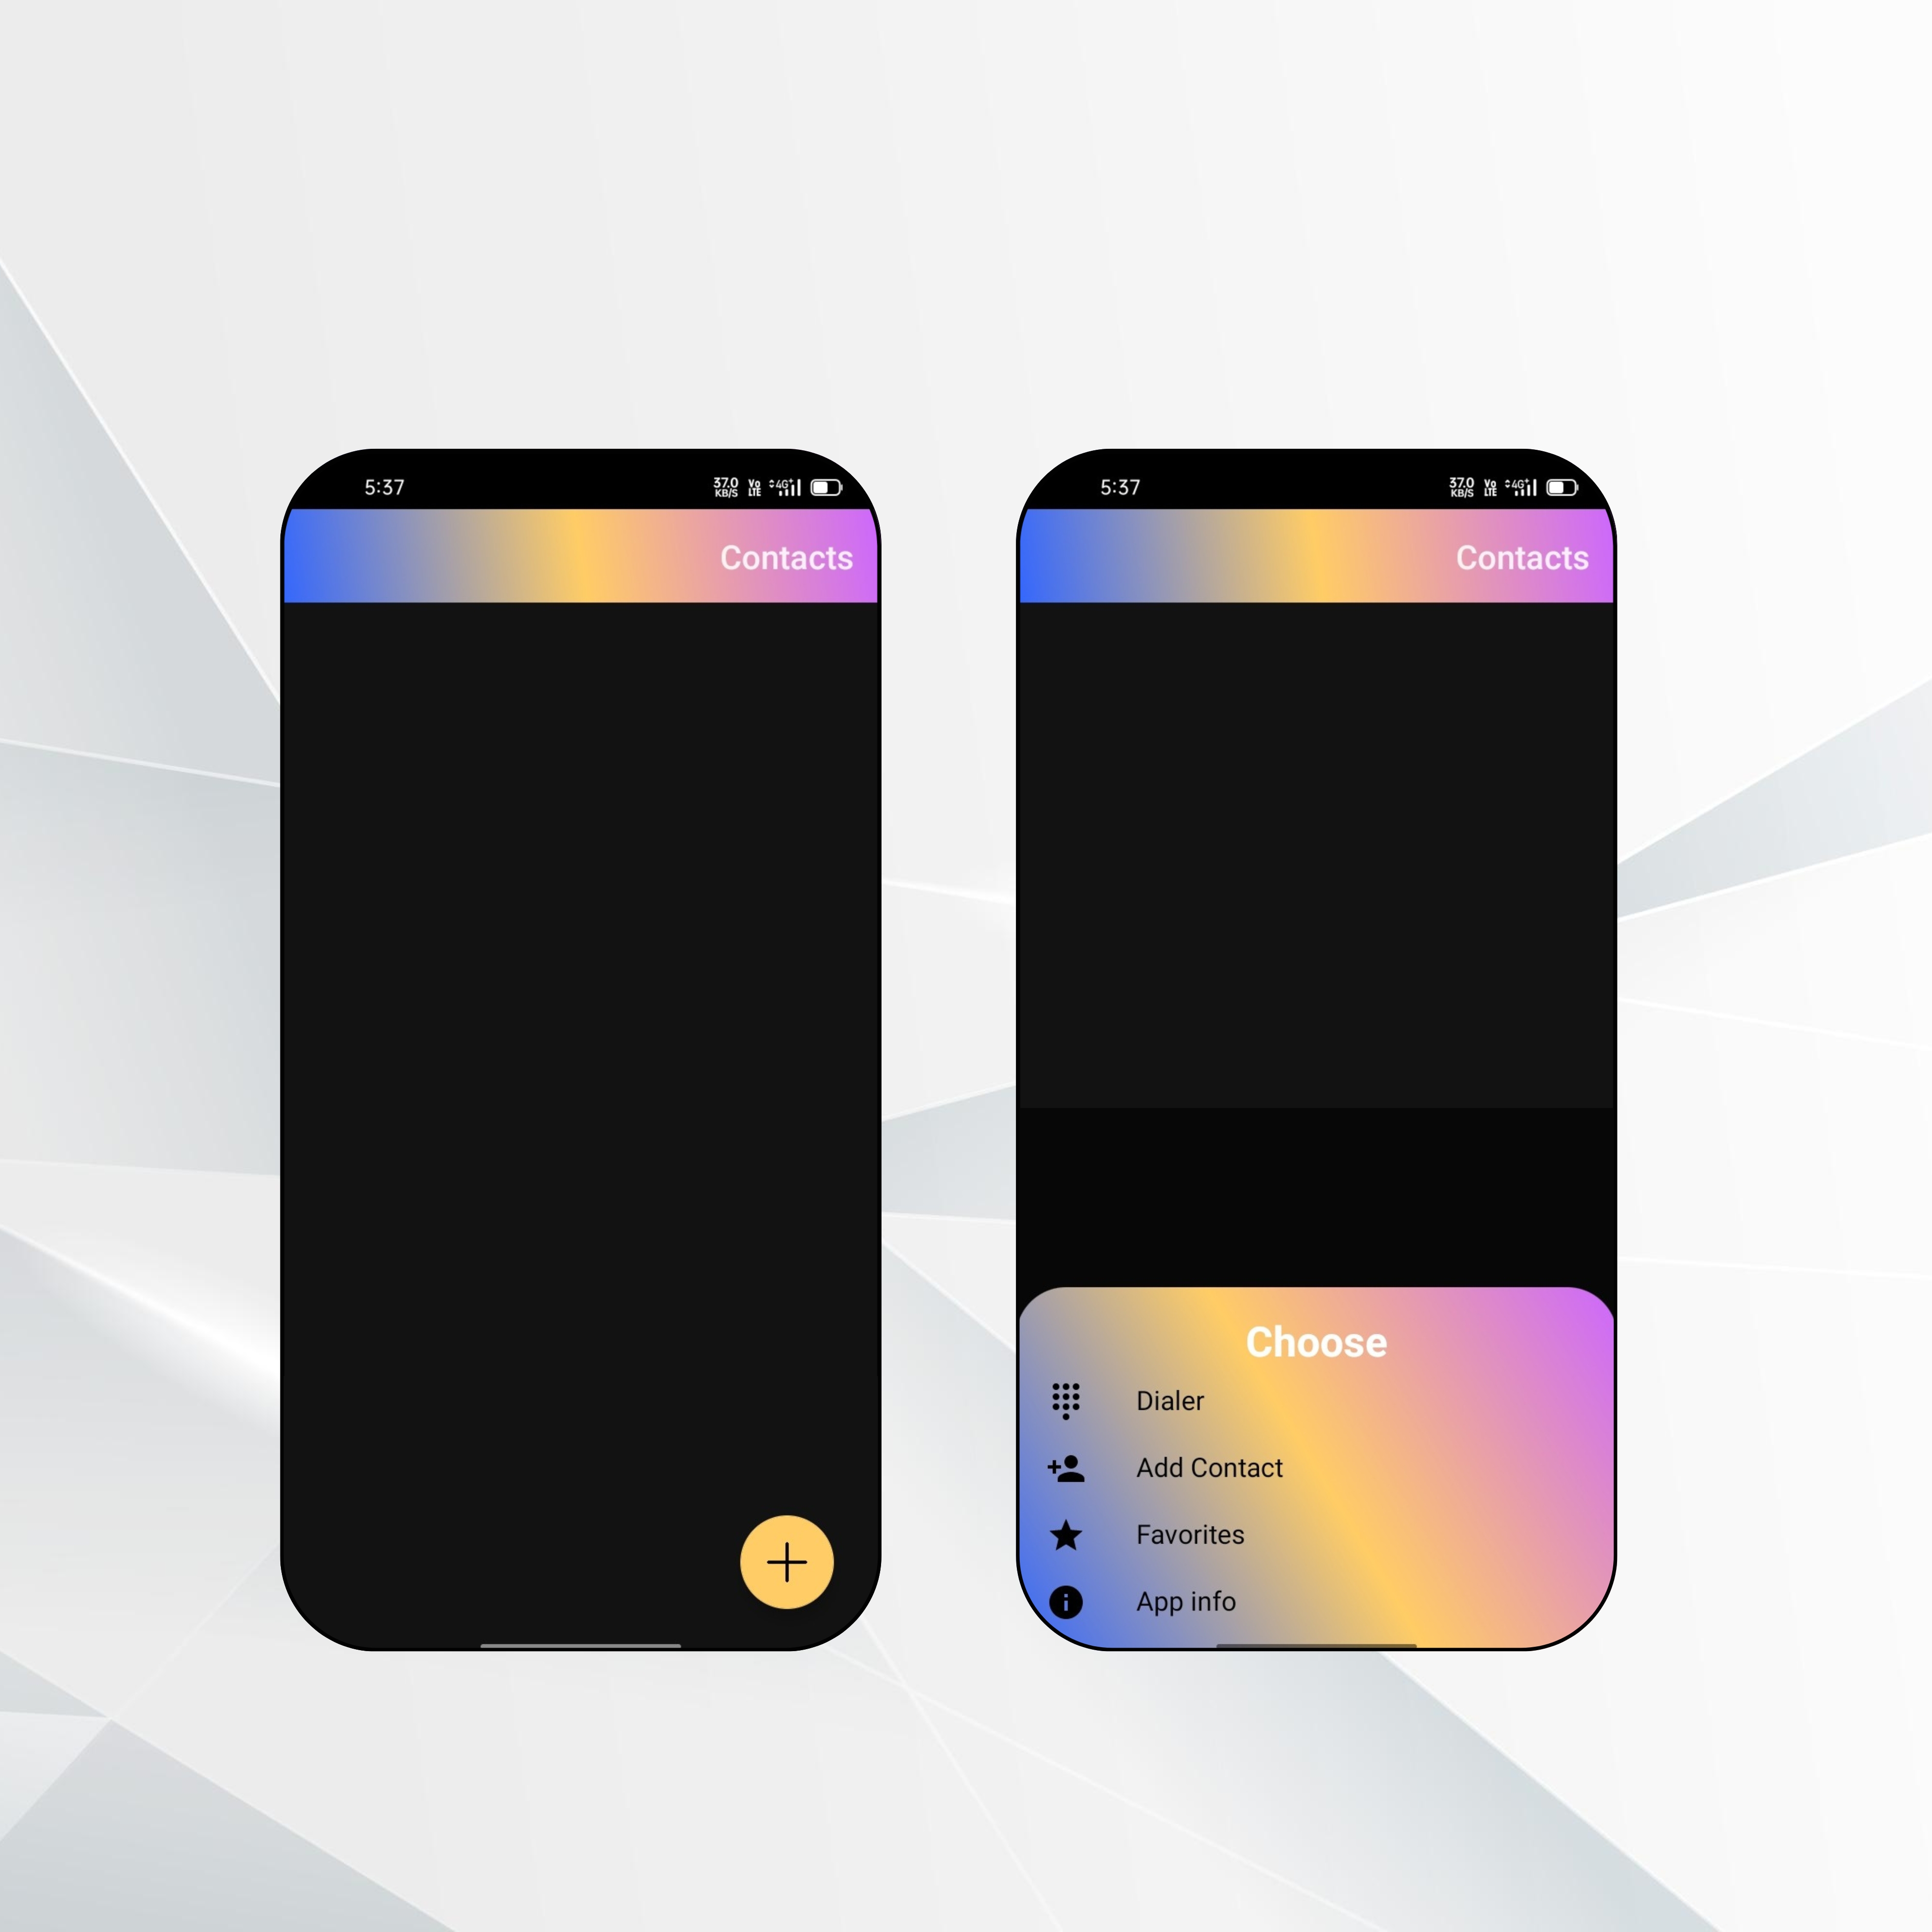 5:37
37.0 KB/S Vo LTE 4G+
Contacts
5:37
37.0 KB/S Vo LTE 4G+
Contacts
Choose
Dialer
Add Contact
Favorites
App info